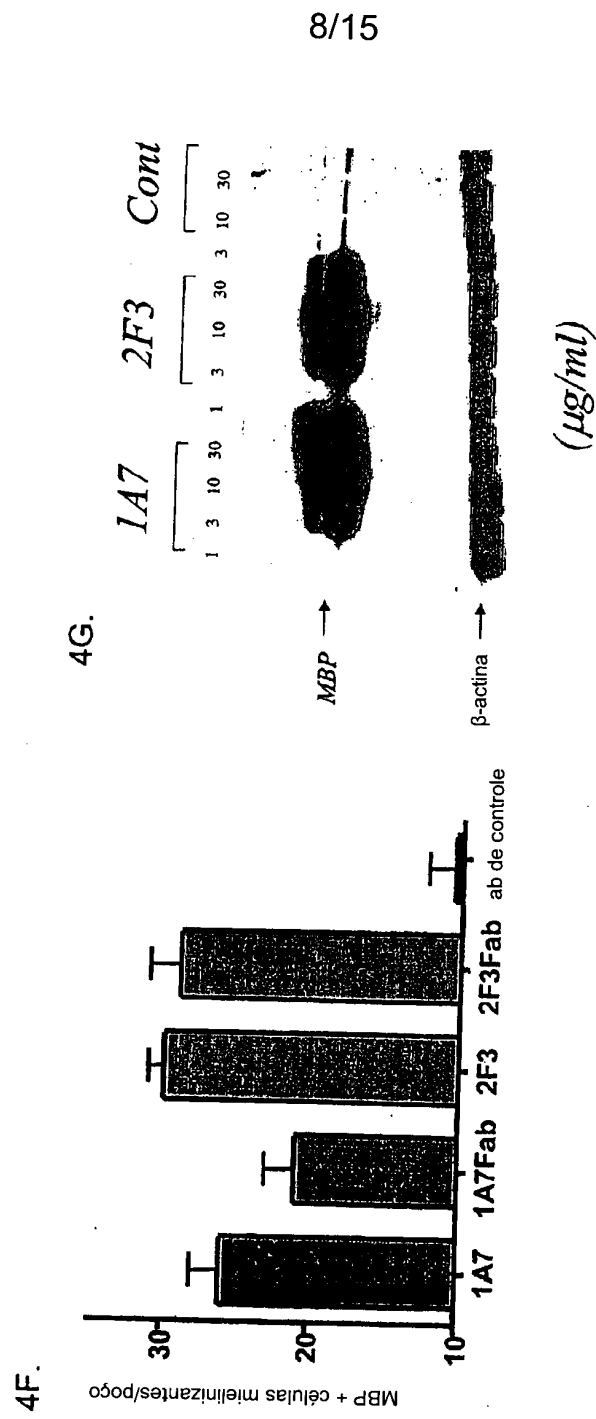 8/15
4F.
MBP + células mielinizantes/poço
30
20
10
1A7
1A7Fab
2F3
2F3Fab
ab de controle
4G.
1A7 2F3 Cont
1 3 10 30 1 3 10 30 3 10 30
MBP →
β-actina →
(μg/ml)